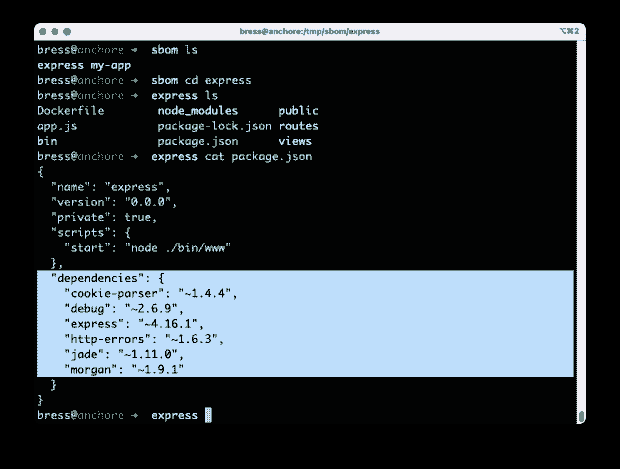 bress@anchore:/tmp/sbom/express
⌥⌘2
bress@anchore ➜  sbom ls
express my-app
bress@anchore ➜  sbom cd express
bress@anchore ➜  express ls
Dockerfile        node_modules      public
app.js            package-lock.json routes
bin               package.json      views
bress@anchore ➜  express cat package.json
{
  "name": "express",
  "version": "0.0.0",
  "private": true,
  "scripts": {
    "start": "node ./bin/www"
  },
  "dependencies": {
    "cookie-parser": "~1.4.4",
    "debug": "~2.6.9",
    "express": "~4.16.1",
    "http-errors": "~1.6.3",
    "jade": "~1.11.0",
    "morgan": "~1.9.1"
  }
}
bress@anchore ➜  express